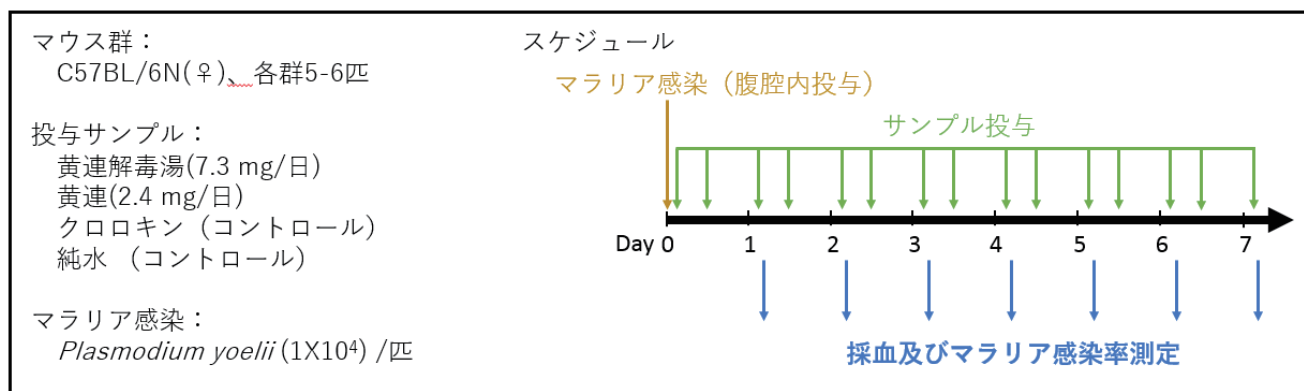 マウス群：
C57BL/6N(♀)、各群5-6匹
投与サンプル：
黄連解毒湯(7.3 mg/日)
黄連(2.4 mg/日)
クロロキン（コントロール）
純水 （コントロール）
マラリア感染：
Plasmodium yoelii (1X10⁴) /匹
スケジュール
マラリア感染（腹腔内投与）
サンプル投与
Day 0 1 2 3 4 5 6 7
採血及びマラリア感染率測定